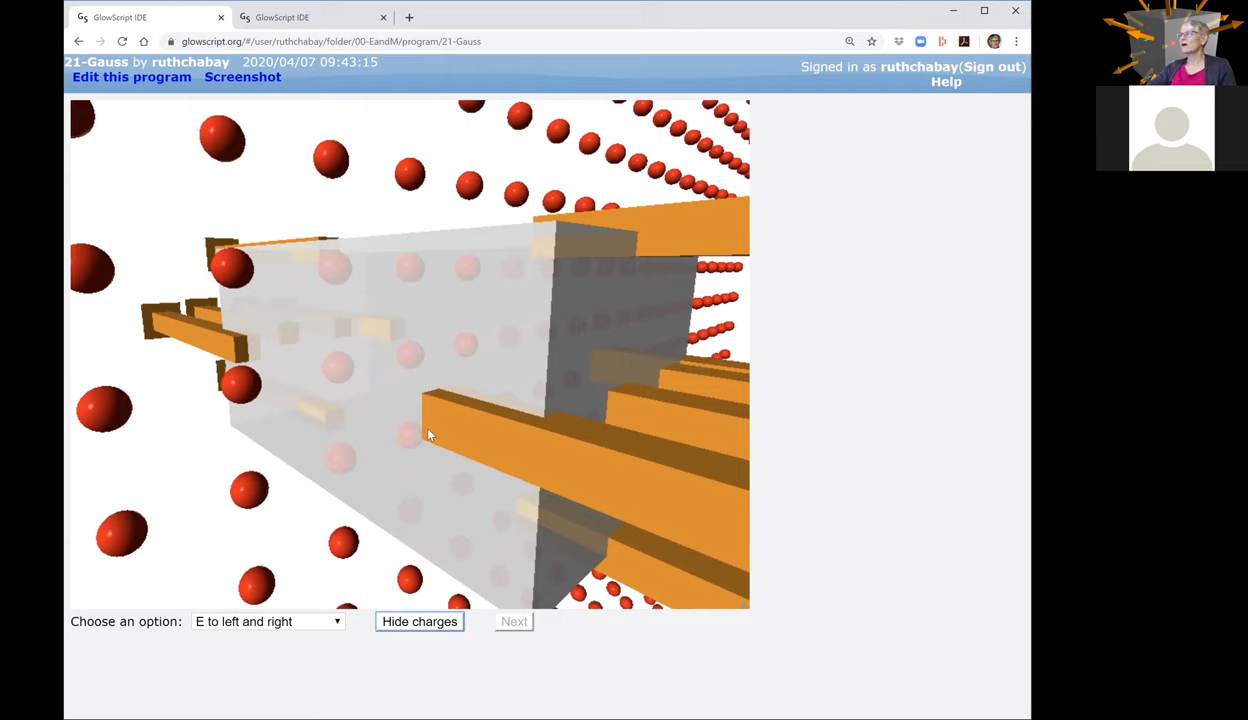 GlowScript IDE
GlowScript IDE
glowscript.org/#/user/ruthchabay/folder/00-EandM/program/21-Gauss
21-Gauss by ruthchabay 2020/04/07 09:43:15
Signed in as ruthchabay(Sign out)
Edit this program Screenshot
Help
Choose an option: E to left and right Hide charges Next